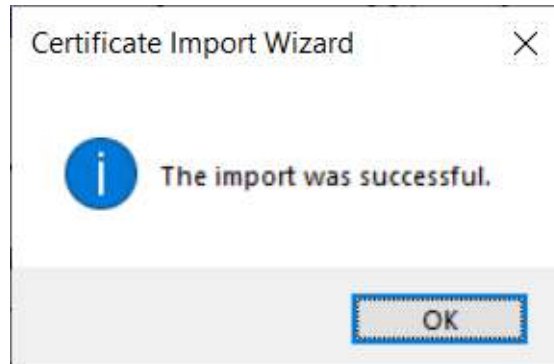 Certificate Import Wizard
The import was successful.
OK